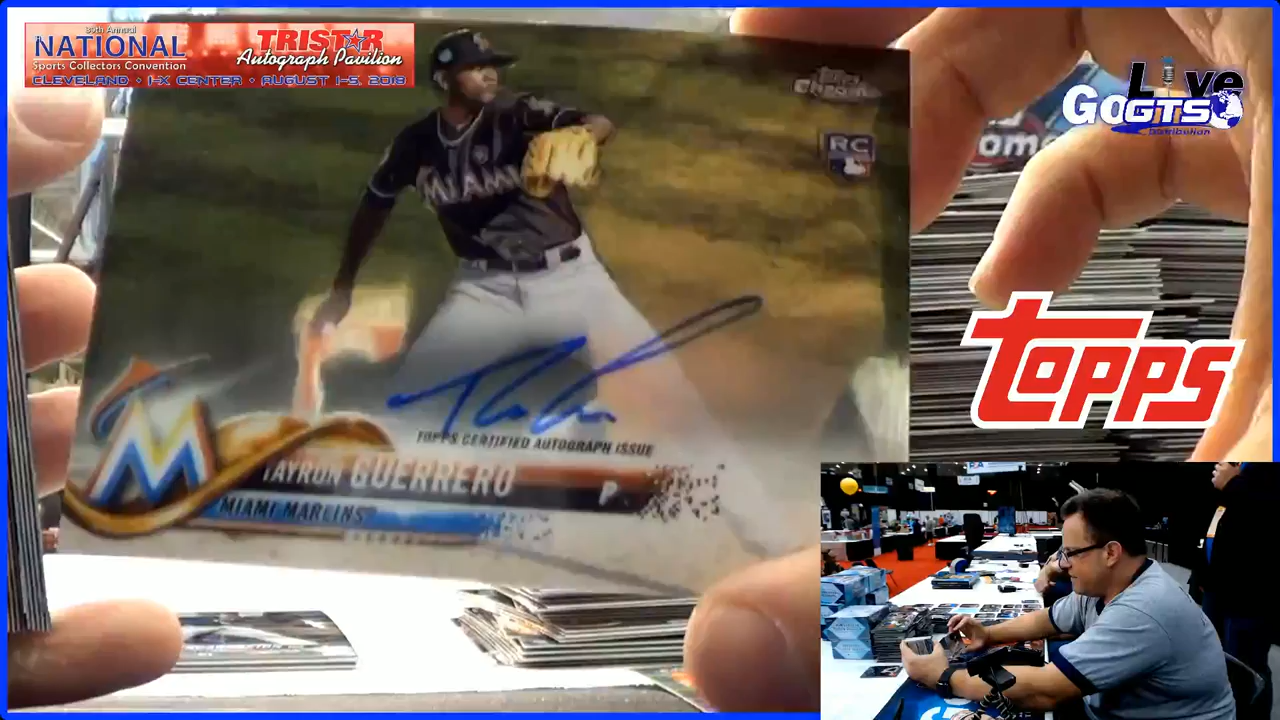 39th Annual
NATIONAL
Sports Collectors Convention
TRISTAR
Autograph Pavilion
CLEVELAND • I-X CENTER • AUGUST 1-5, 2018
Live
GOGTS
Distribution
Topps
Chrome
RC
MIAMI
TOPPS CERTIFIED AUTOGRAPH ISSUE
TAYRON GUERRERO
P
MIAMI MARLINS
M
TOPPS